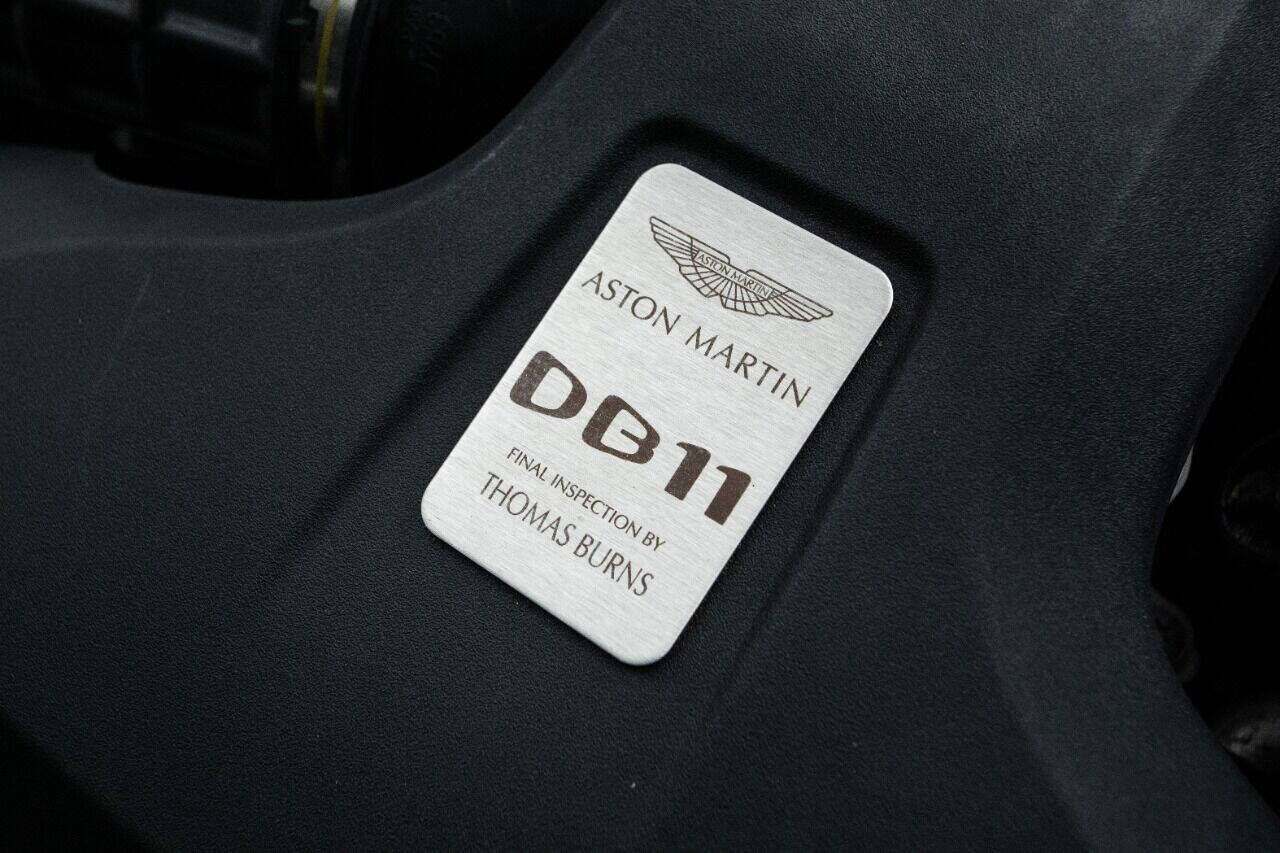 ASTON MARTIN
ASTON MARTIN
DB11
FINAL INSPECTION BY
THOMAS BURNS